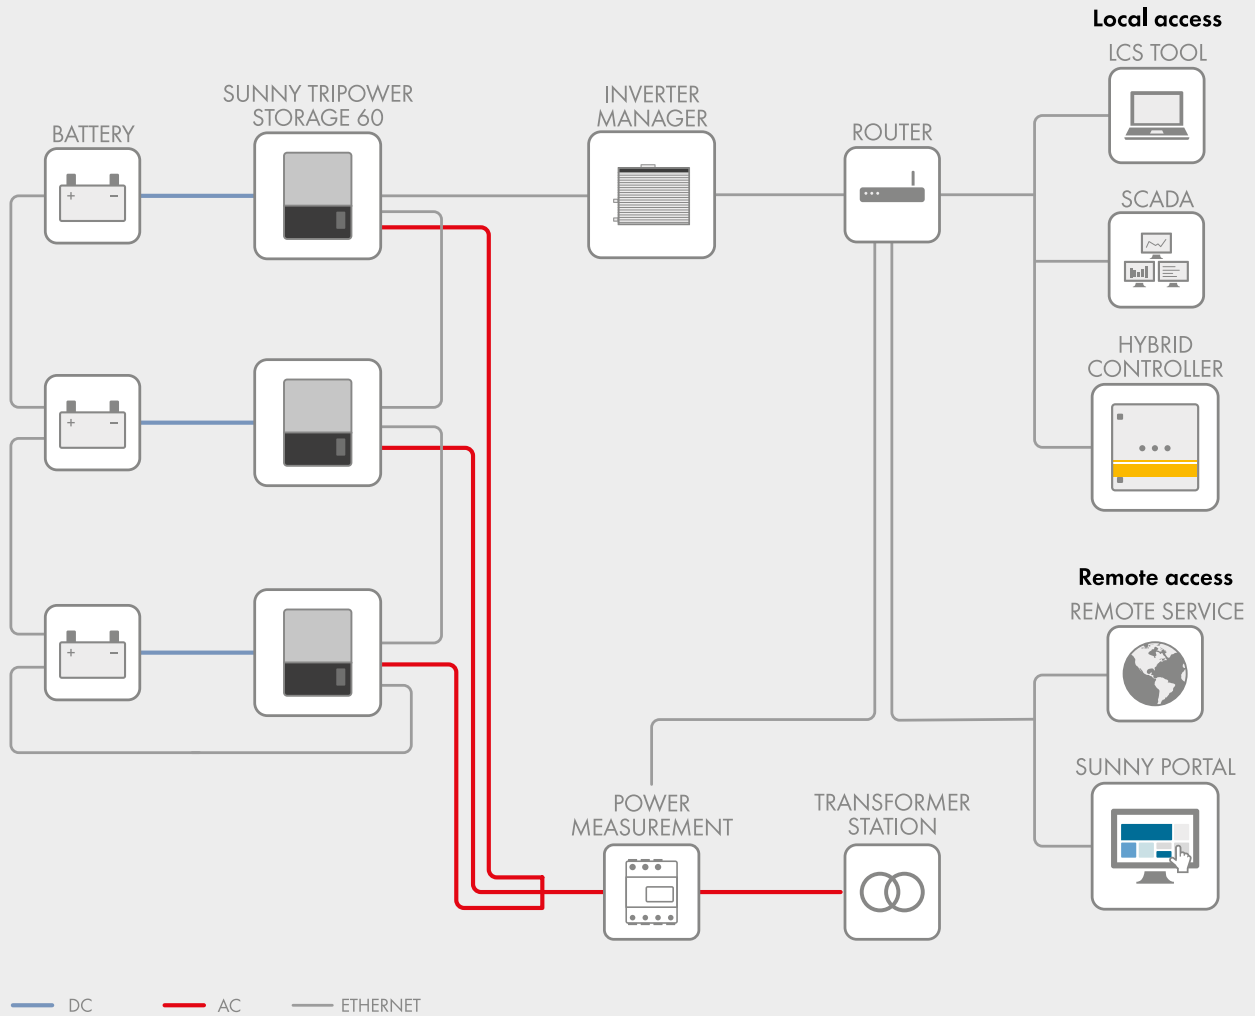 Local access
LCS TOOL
SUNNY TRIPOWER
STORAGE 60
INVERTER
MANAGER
BATTERY
ROUTER
SCADA
HYBRID
CONTROLLER
Remote access
REMOTE SERVICE
SUNNY PORTAL
POWER
MEASUREMENT
TRANSFORMER
STATION
DC
AC
ETHERNET